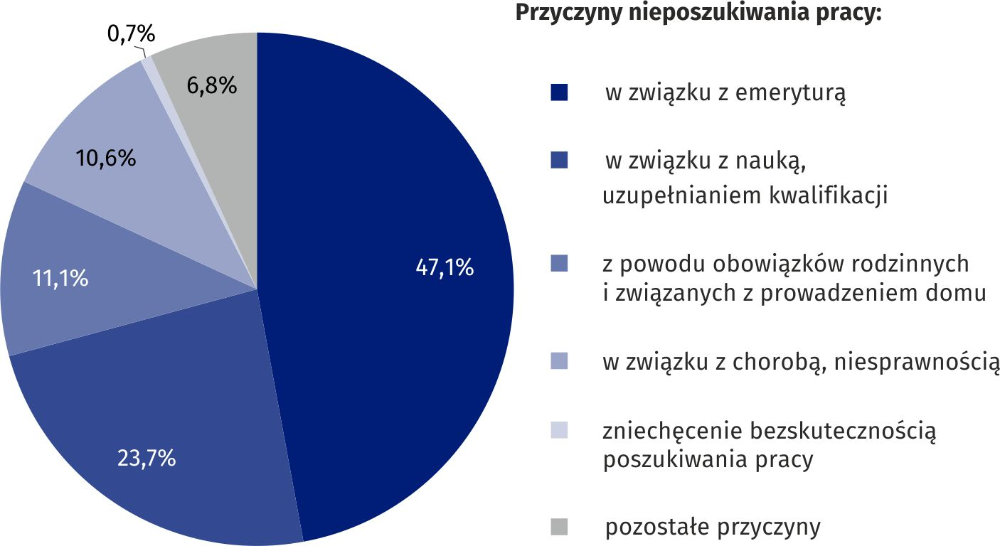 Przyczyny nieposzukiwania pracy:
0,7%
6,8%
10,6%
11,1%
47,1%
23,7%
w związku z emeryturą
w związku z nauką,
uzupełnianiem kwalifikacji
z powodu obowiązków rodzinnych
i związanych z prowadzeniem domu
w związku z chorobą, niesprawnością
zniechęcenie bezskutecznością
poszukiwania pracy
pozostałe przyczyny